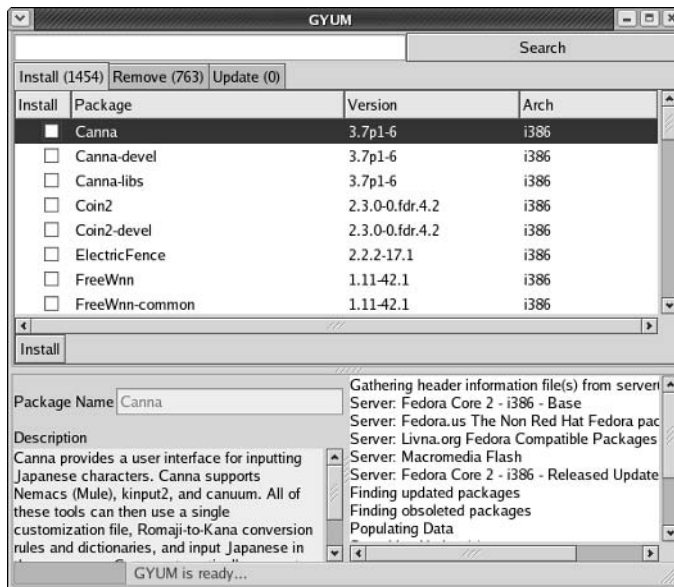 GYUM
Search
Install (1454) Remove (763) Update (0)
Install Package Version Arch
Canna 3.7p1-6 i386
Canna-devel 3.7p1-6 i386
Canna-libs 3.7p1-6 i386
Coin2 2.3.0-0.fdr.4.2 i386
Coin2-devel 2.3.0-0.fdr.4.2 i386
ElectricFence 2.2.2-17.1 i386
FreeWnn 1.11-42.1 i386
FreeWnn-common 1.11-42.1 i386
Install
Package Name Canna
Description
Canna provides a user interface for inputting
Japanese characters. Canna supports
Nemacs (Mule), kinput2, and canuum. All of
these tools can then use a single
customization file, Romaji-to-Kana conversion
rules and dictionaries, and input Japanese in
Gathering header information file(s) from server(
Server: Fedora Core 2 - i386 - Base
Server: Fedora.us The Non Red Hat Fedora pac
Server: Livna.org Fedora Compatible Packages
Server: Macromedia Flash
Server: Fedora Core 2 - i386 - Released Update
Finding updated packages
Finding obsoleted packages
Populating Data
GYUM is ready...